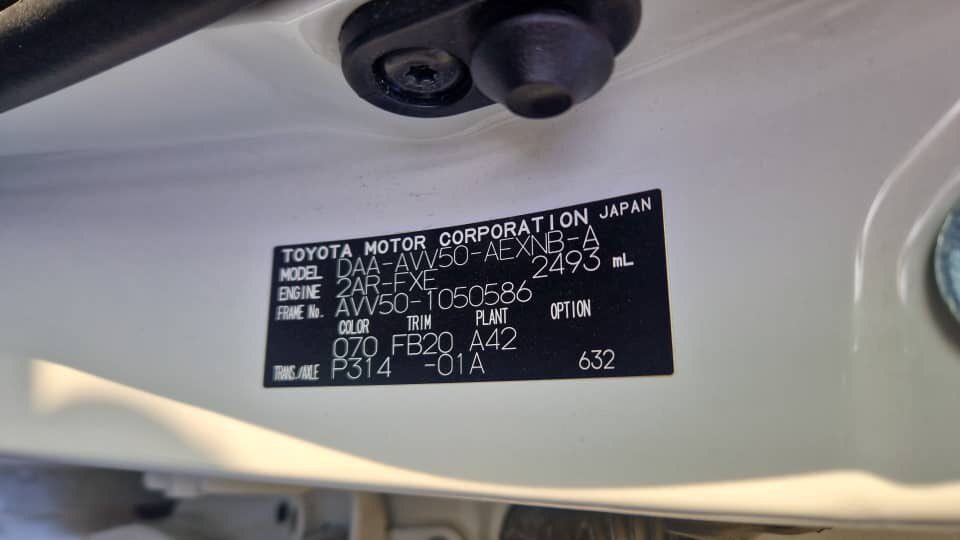 TOYOTA MOTOR CORPORATION JAPAN
MODEL DAA-AVV50-AEXNB-A
ENGINE 2AR-FXE 2493 mL
FRAME No. AVV50-1050586
COLOR TRIM PLANT OPTION
070 FB20 A42
TRANS./AXLE P314 -01A 632